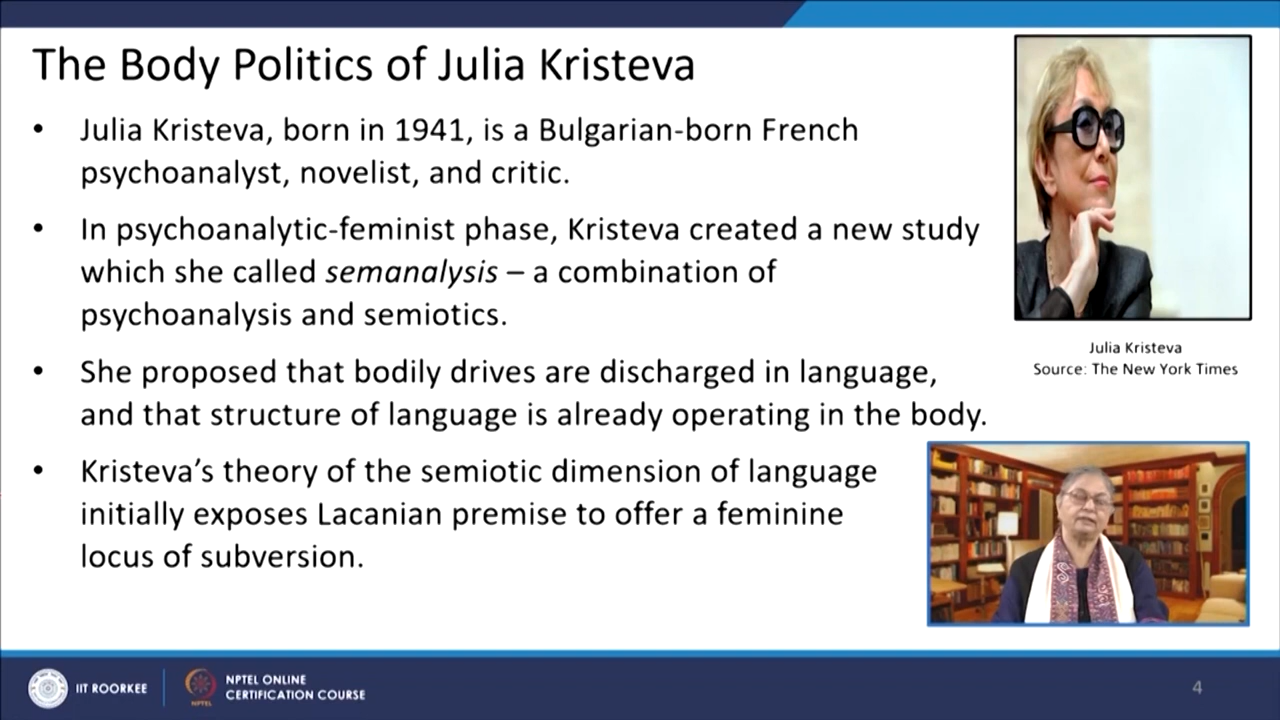 The Body Politics of Julia Kristeva
• Julia Kristeva, born in 1941, is a Bulgarian-born French
psychoanalyst, novelist, and critic.
• In psychoanalytic-feminist phase, Kristeva created a new study
which she called semanalysis – a combination of
psychoanalysis and semiotics.
• She proposed that bodily drives are discharged in language,
and that structure of language is already operating in the body.
• Kristeva’s theory of the semiotic dimension of language
initially exposes Lacanian premise to offer a feminine
locus of subversion.
Julia Kristeva
Source: The New York Times
IIT ROORKEE
NPTEL
NPTEL ONLINE
CERTIFICATION COURSE
4